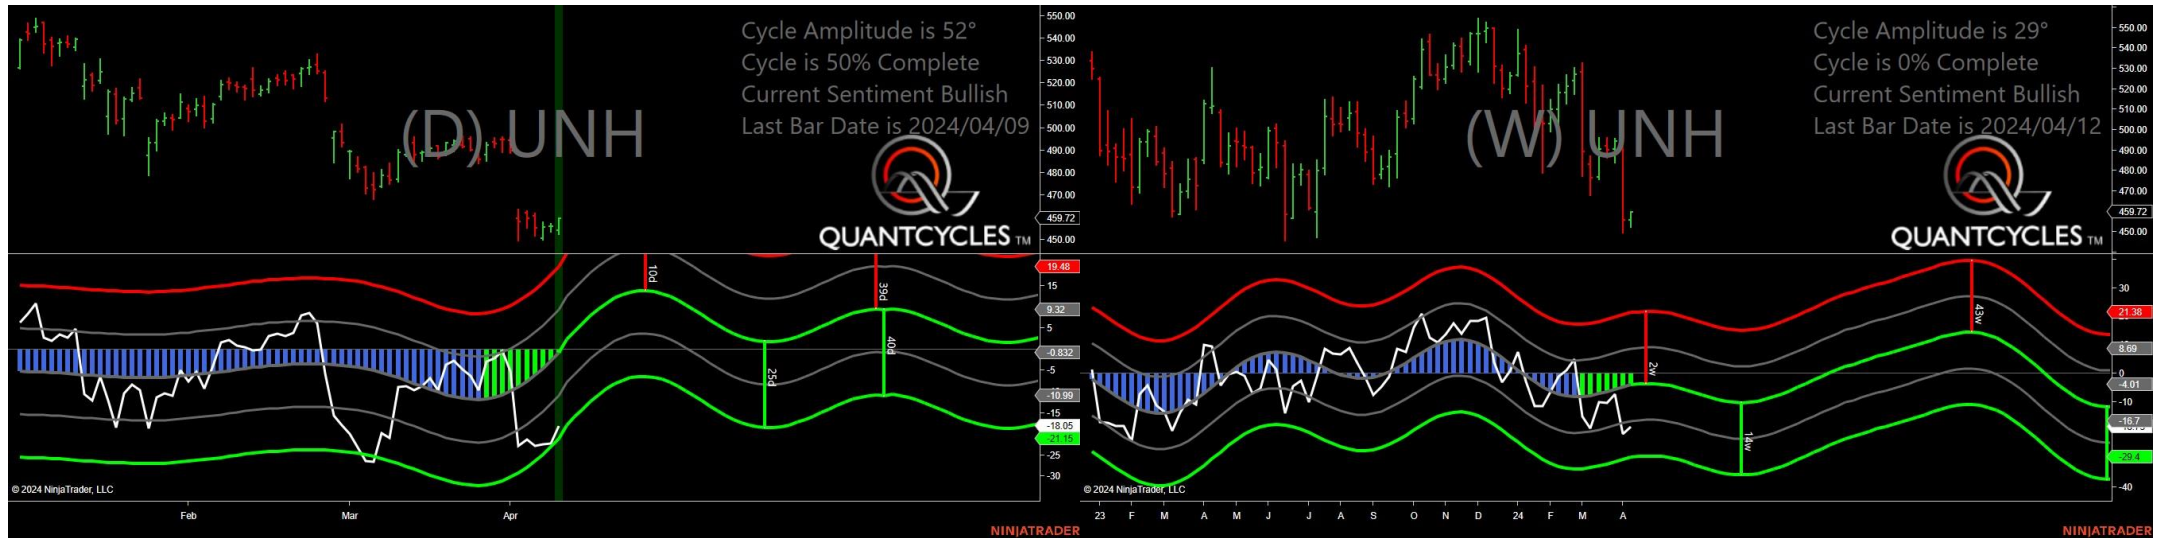 Cycle Amplitude is 52°
Cycle is 50% Complete
Current Sentiment Bullish
Last Bar Date is 2024/04/09
(D) UNH
QUANTCYCLES TM
550.00
540.00
530.00
520.00
510.00
500.00
490.00
480.00
470.00
459.72
450.00
10d
25d
39d
40d
19.48
15
9.32
5
-0.832
-5
-10.99
-15
-18.05
-21.15
-25
-30
© 2024 NinjaTrader, LLC
Feb
Mar
Apr
NINJATRADER
Cycle Amplitude is 29°
Cycle is 0% Complete
Current Sentiment Bullish
Last Bar Date is 2024/04/12
(W) UNH
QUANTCYCLES TM
550.00
540.00
530.00
520.00
510.00
500.00
490.00
480.00
470.00
459.72
450.00
2w
14w
43w
30
21.38
8.69
0
-4.01
-10
-16.7
-29.4
-40
© 2024 NinjaTrader, LLC
23 F M A M J J A S O N D 24 F M A
NINJATRADER